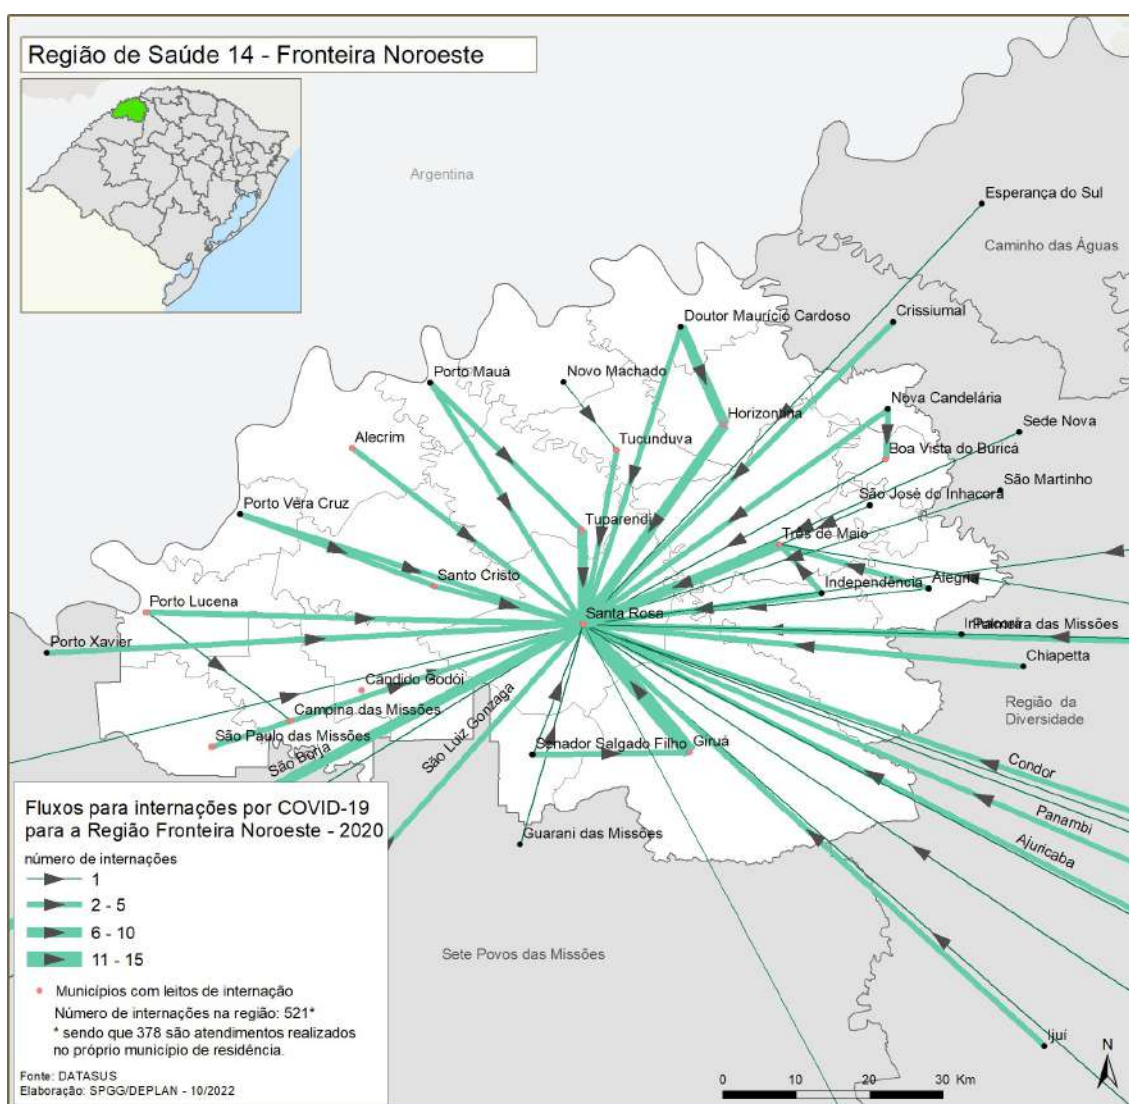 Região de Saúde 14 - Fronteira Noroeste
Argentina
Esperança do Sul
Caminho das Águas
Doutor Maurício Cardoso
Crissiumal
Porto Mauá
Novo Machado
Nova Candelária
Horizontina
Sede Nova
Alecrim
Tucunduva
Boa Vista do Buricá
São Martinho
São José do Inhacorá
Porto Vera Cruz
Tuparendi
Três de Maio
Santo Cristo
Independência
Alegria
Porto Lucena
Santa Rosa
Inhacorá
Palmeira das Missões
Porto Xavier
Chiapetta
Cândido Godói
Campina das Missões
Região da
Diversidade
São Paulo das Missões
São Borja
São Luiz Gonzaga
Senador Salgado Filho
Giruá
Condor
Panambi
Ajuricaba
Guarani das Missões
Sete Povos das Missões
Ijuí
Fluxos para internações por COVID-19
para a Região Fronteira Noroeste - 2020
número de internações
1
2 - 5
6 - 10
11 - 15
Municípios com leitos de internação
Número de internações na região: 521*
* sendo que 378 são atendimentos realizados
no próprio município de residência.
Fonte: DATASUS
Elaboração: SPGG/DEPLAN - 10/2022
0 10 20 30 Km
N